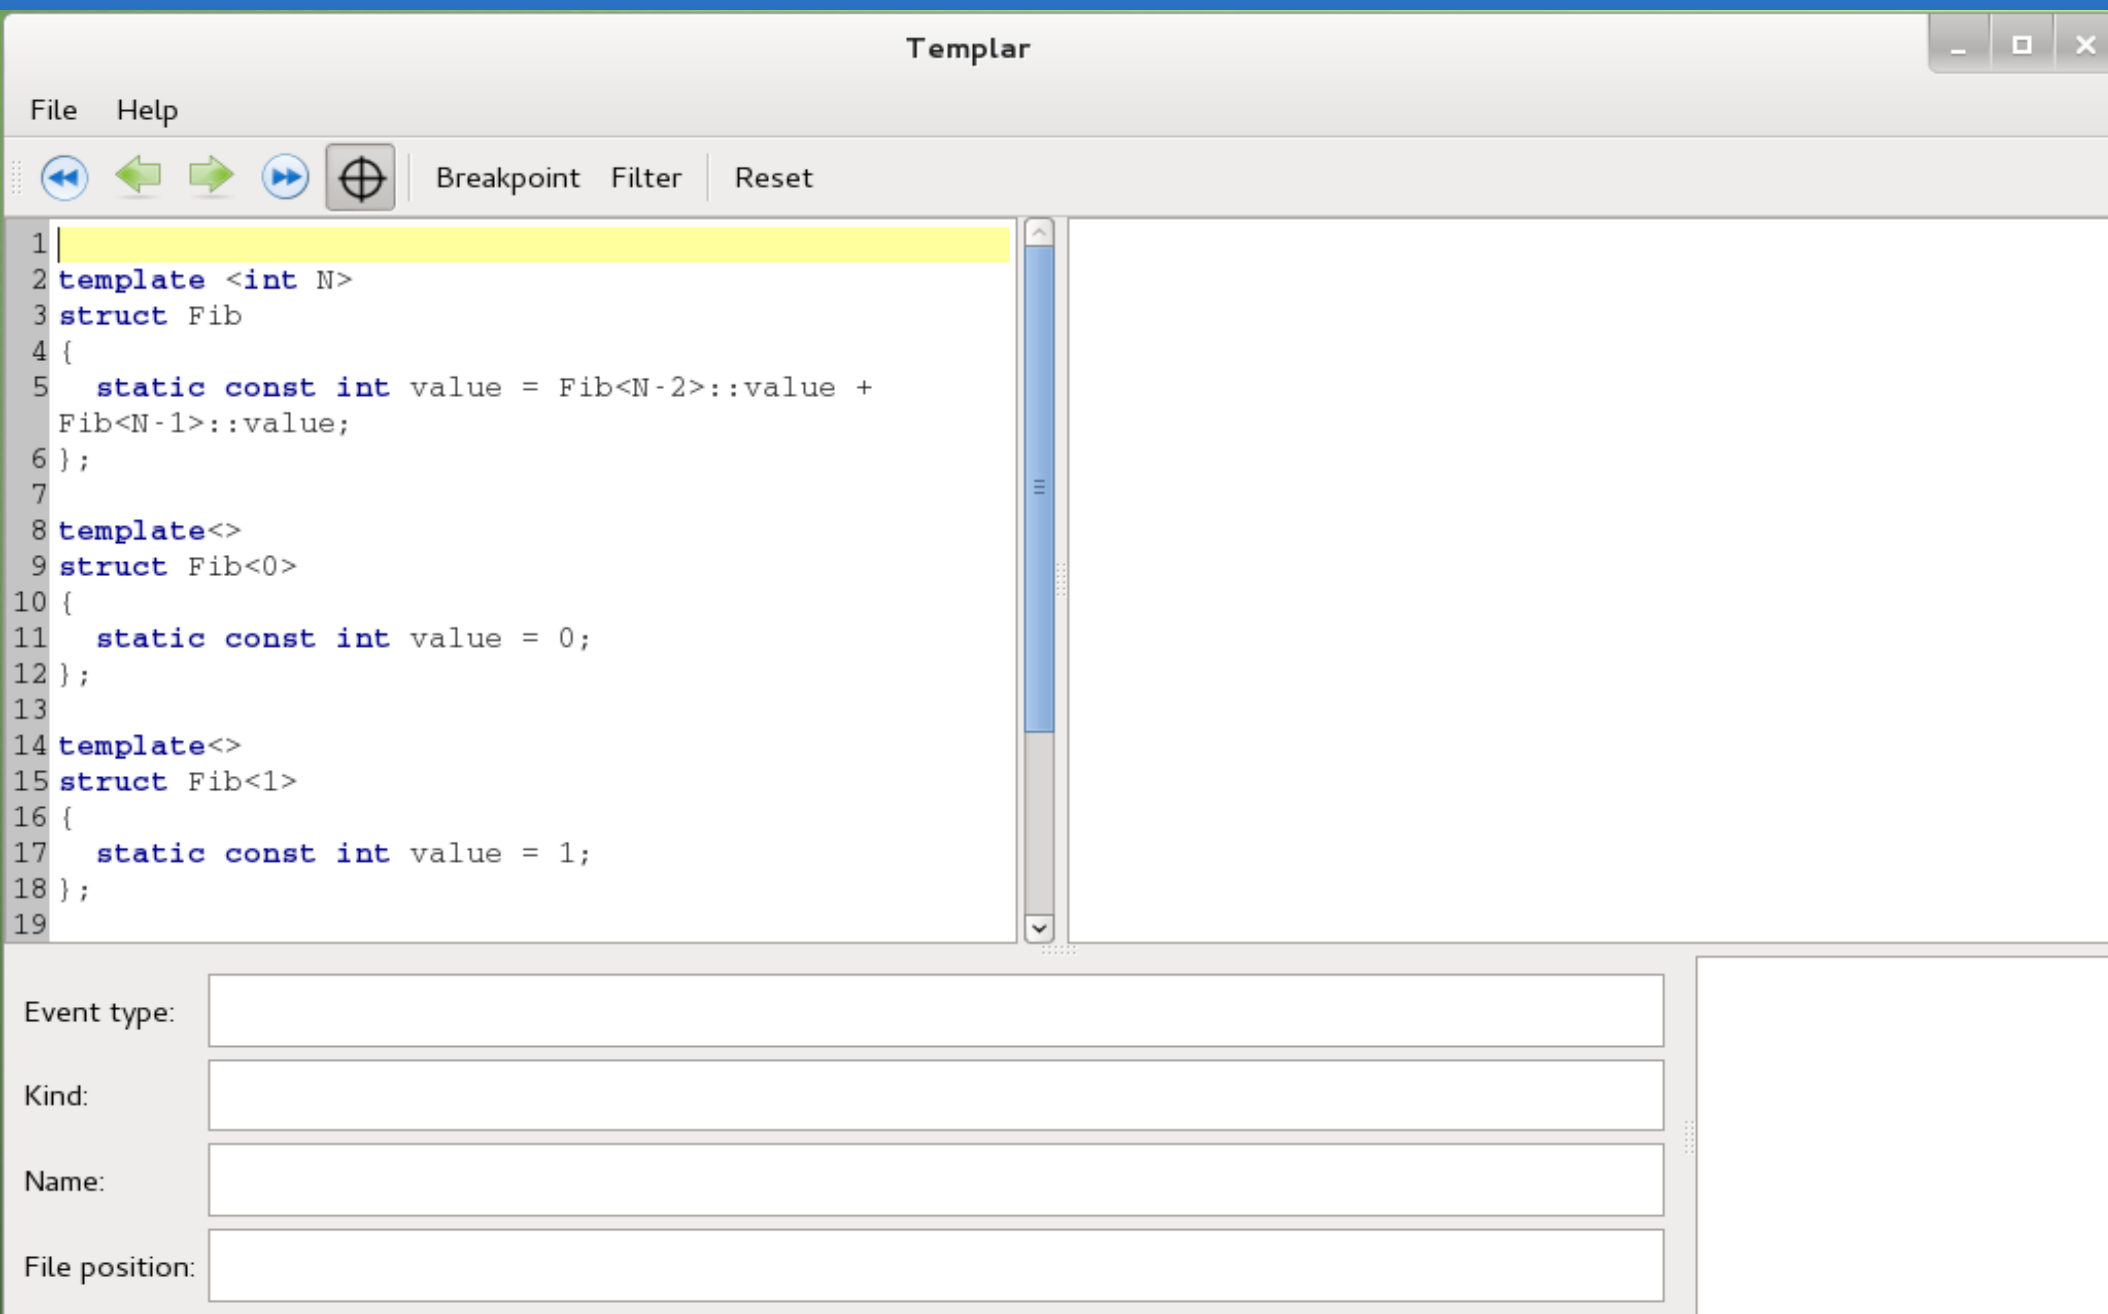 Templar
File Help
Breakpoint Filter Reset
1
2 template <int N>
3 struct Fib
4 {
5   static const int value = Fib<N-2>::value +
Fib<N-1>::value;
6 };
7
8 template<>
9 struct Fib<0>
10 {
11   static const int value = 0;
12 };
13
14 template<>
15 struct Fib<1>
16 {
17   static const int value = 1;
18 };
19
Event type:
Kind:
Name:
File position: